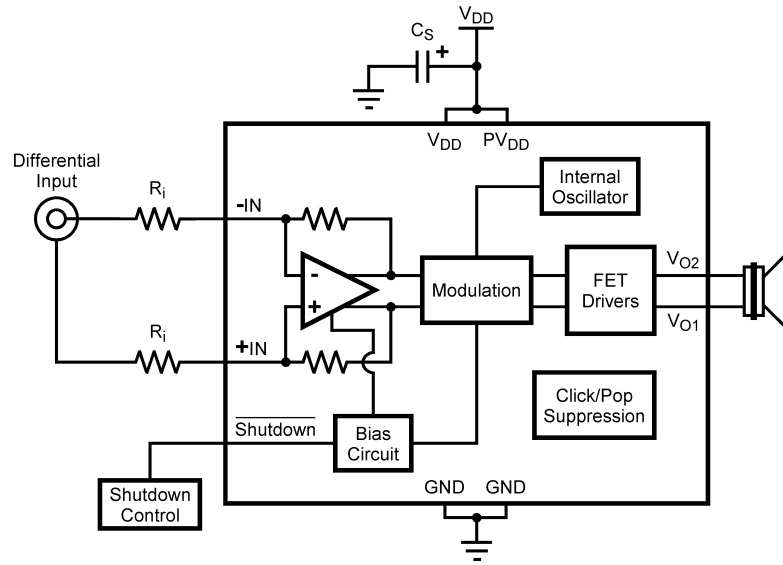 V_DD
C_S
+
V_DD PV_DD
Differential
Input
R_i
-IN
Internal
Oscillator
-
+
Modulation
FET
Drivers
V_O2
V_O1
R_i
+IN
Click/Pop
Suppression
Shutdown
Bias
Circuit
Shutdown
Control
GND GND